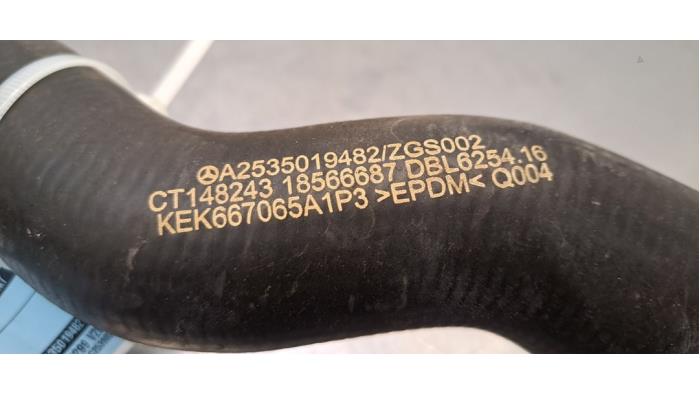 A2535019482/ZGS002
CT148243 18566687 DBL6254.16
KEK667065A1P3 >EPDM< Q004